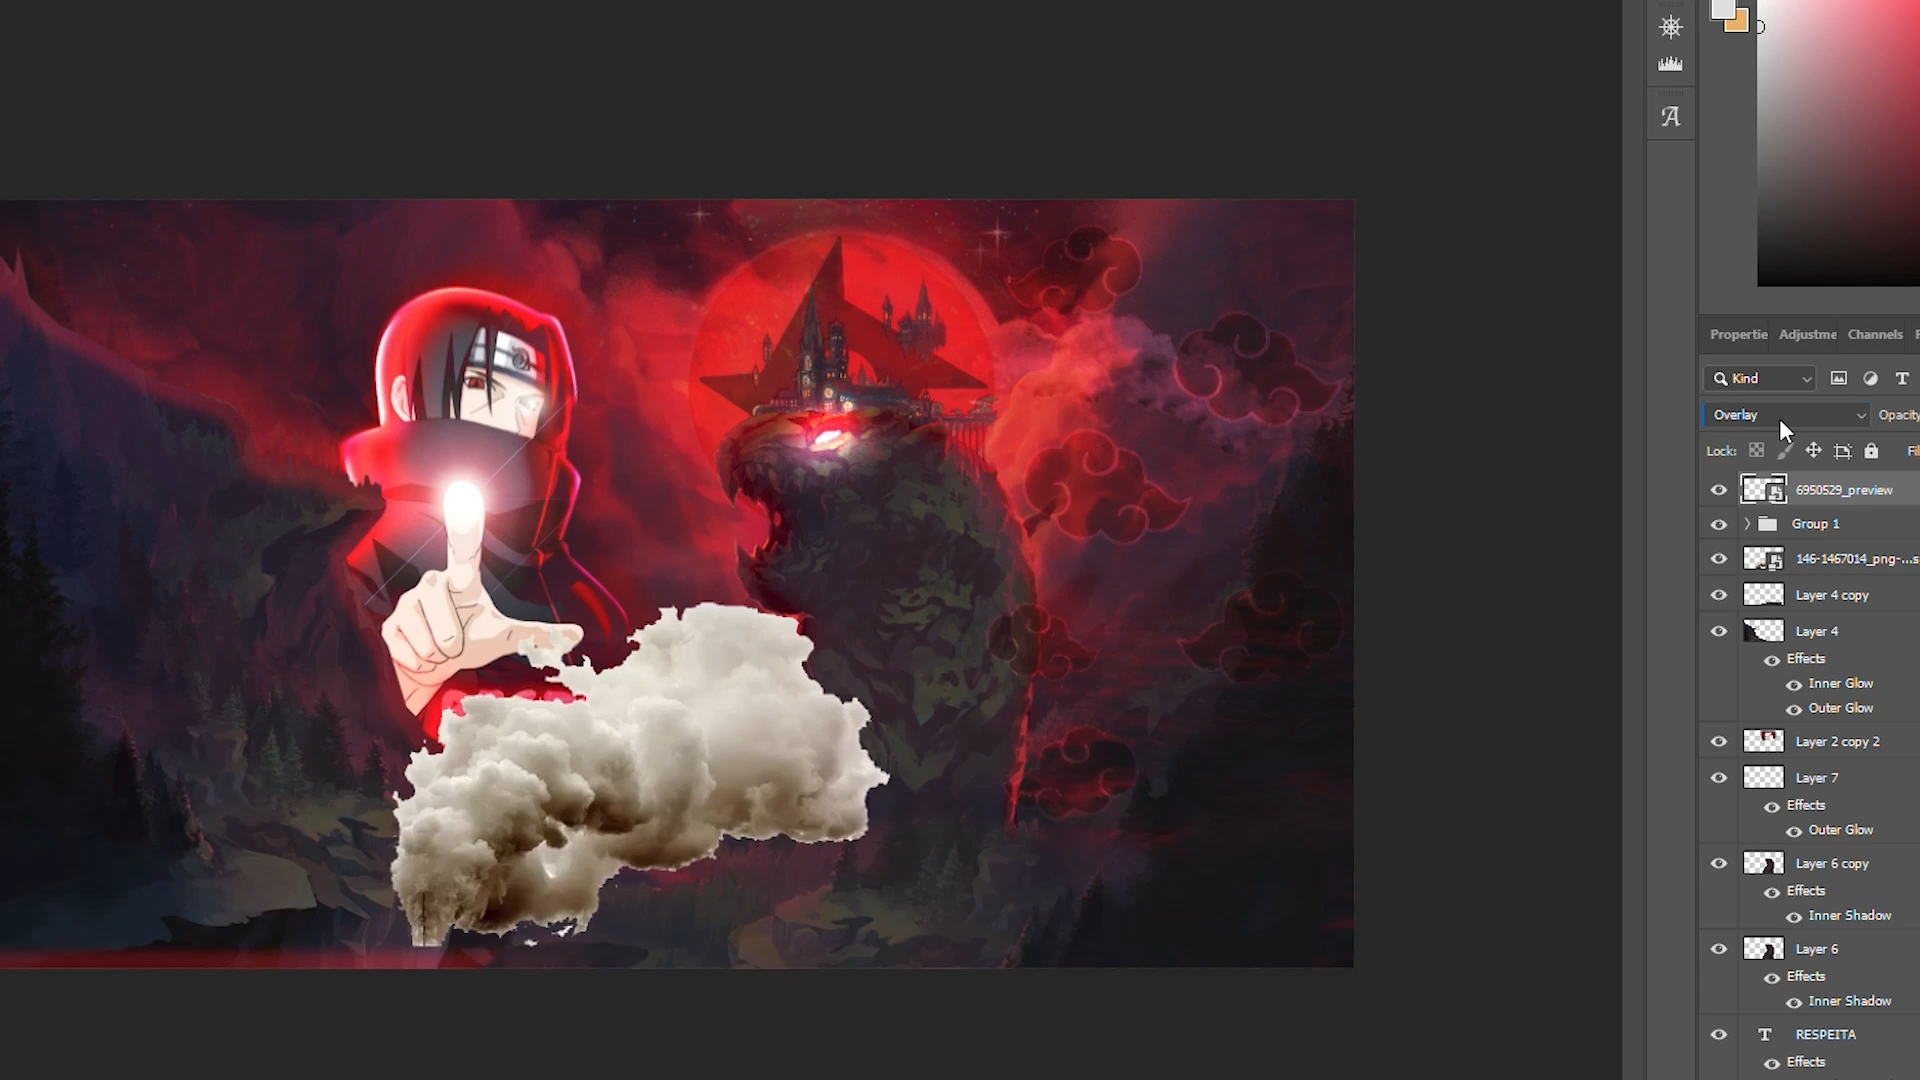 A
Propertie Adjustme Channels
Kind T
Overlay Opacity
Lock: Fil
6950529_preview
Group 1
146-1467014_png-...s
Layer 4 copy
Layer 4
Effects
Inner Glow
Outer Glow
Layer 2 copy 2
Layer 7
Effects
Outer Glow
Layer 6 copy
Effects
Inner Shadow
Layer 6
Effects
Inner Shadow
T RESPEITA
Effects